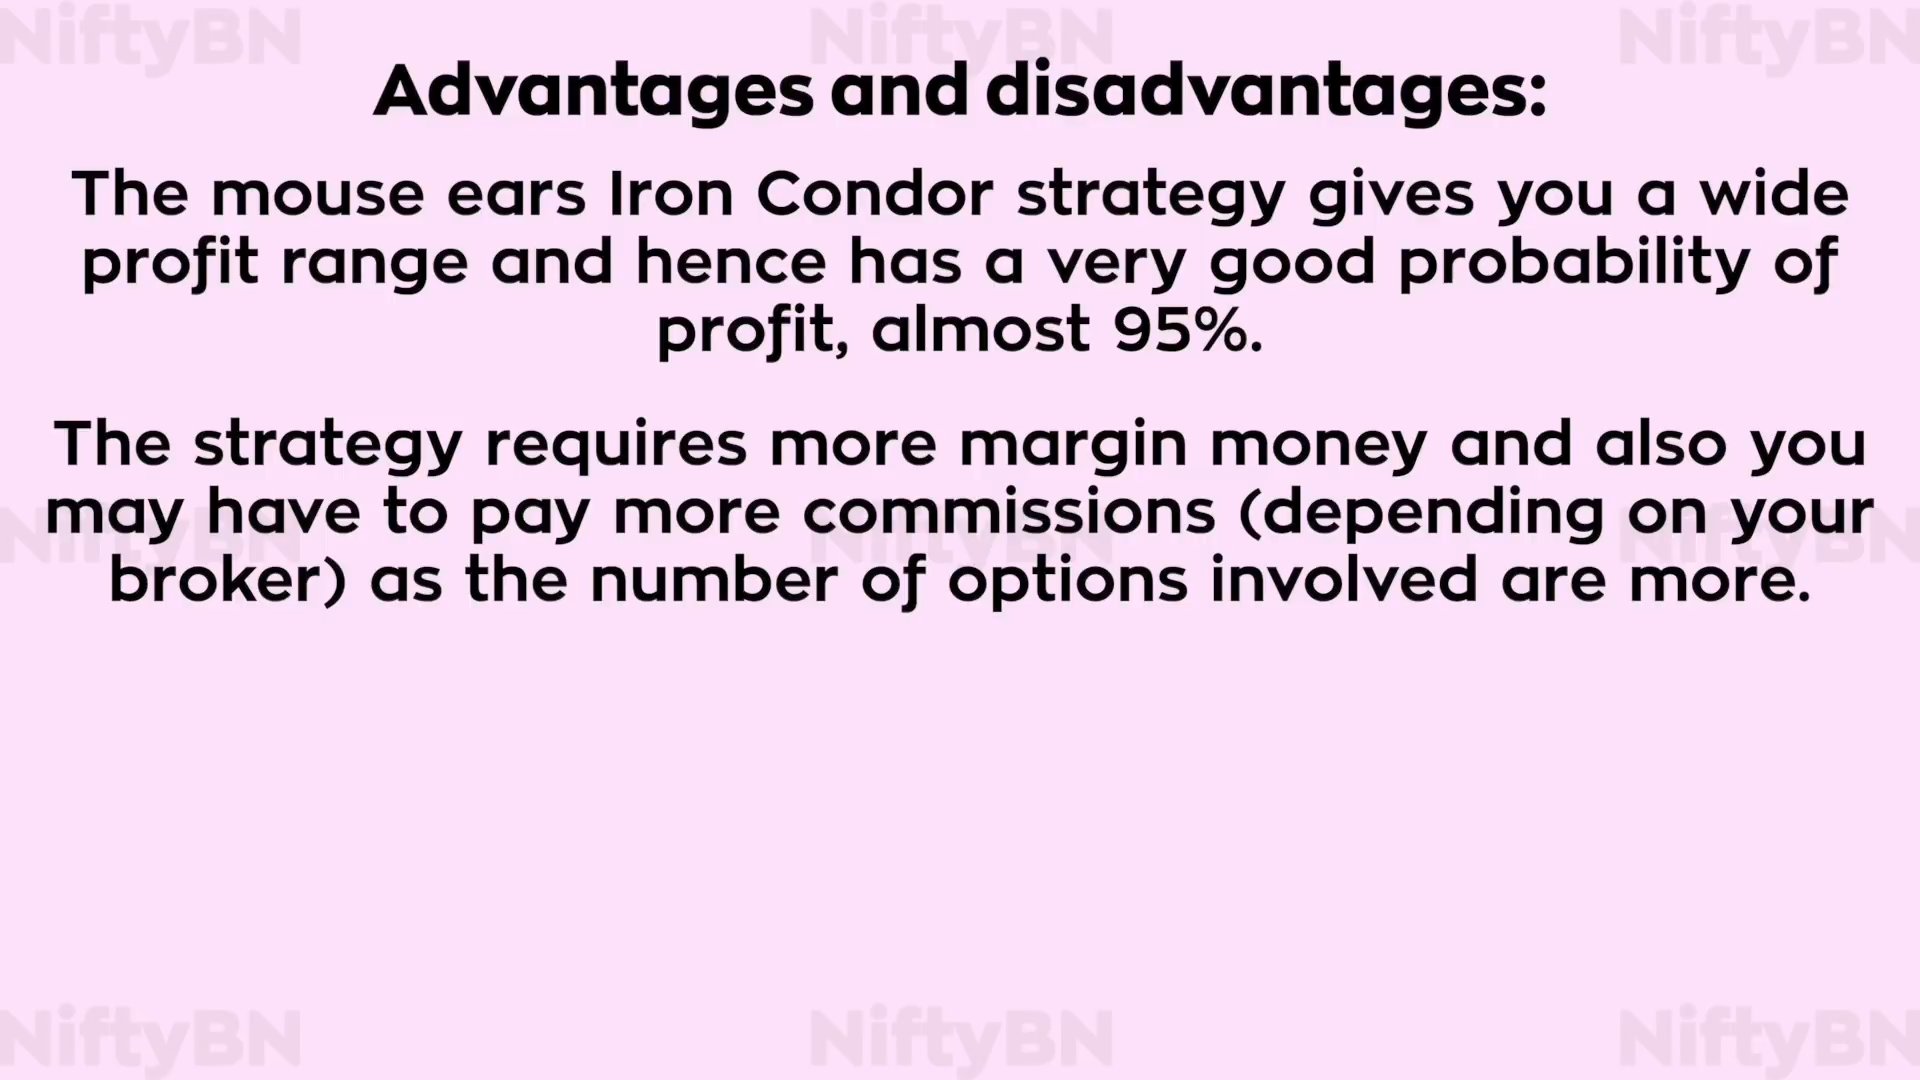 NiftyBN NiftyBN NiftyBN
Advantages and disadvantages:
The mouse ears Iron Condor strategy gives you a wide
profit range and hence has a very good probability of
profit, almost 95%.
The strategy requires more margin money and also you
may have to pay more commissions (depending on your
NiftyBN NiftyBN NiftyBN
broker) as the number of options involved are more.
NiftyBN NiftyBN NiftyBN